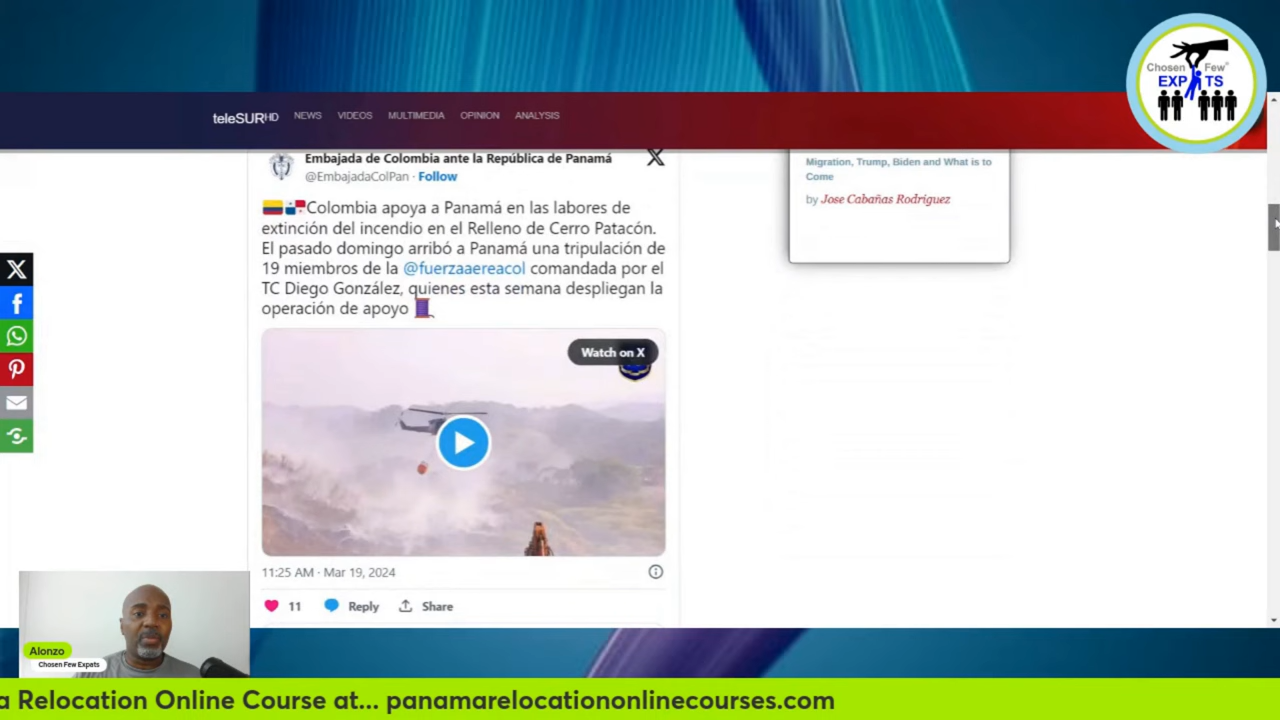 Chosen Few®
EXP TS
teleSURHD NEWS VIDEOS MULTIMEDIA OPINION ANALYSIS
Embajada de Colombia ante la República de Panamá
@EmbajadaColPan · Follow
Colombia apoya a Panamá en las labores de
extinción del incendio en el Relleno de Cerro Patacón.
El pasado domingo arribó a Panamá una tripulación de
19 miembros de la @fuerzaaereacol comandada por el
TC Diego González, quienes esta semana despliegan la
operación de apoyo
Watch on X
11:25 AM · Mar 19, 2024
11 Reply Share
Migration, Trump, Biden and What is to
Come
by Jose Cabañas Rodríguez
Alonzo
Chosen Few Expats
a Relocation Online Course at... panamarelocationonlinecourses.com